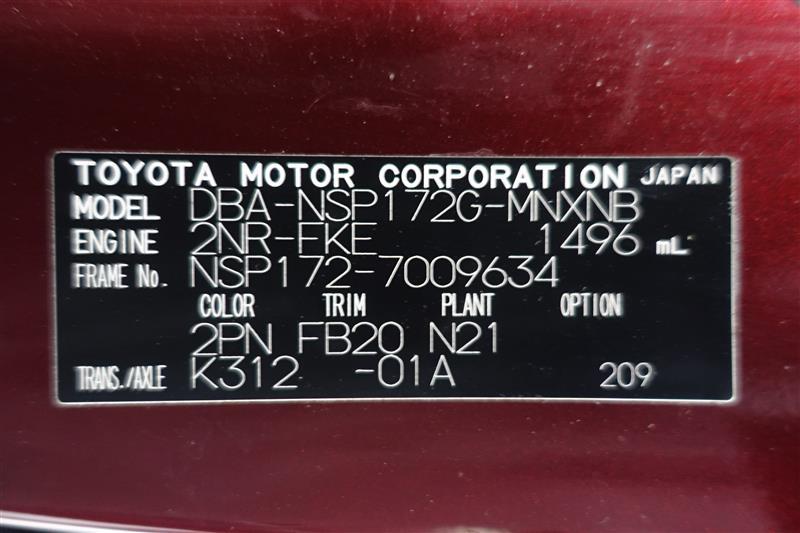 TOYOTA MOTOR CORPORATION JAPAN
MODEL DBA-NSP172G-MNXNB
ENGINE 2NR-FKE 1496 mL
FRAME No. NSP172-7009634
COLOR TRIM PLANT OPTION
2PN FB20 N21
TRANS./AXLE K312 -01A 209